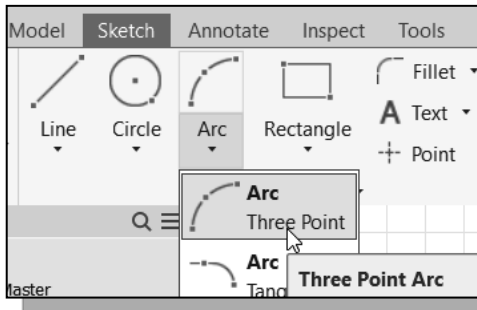 Model Sketch Annotate Inspect Tools
Fillet
Text
Line Circle Arc Rectangle
Point
Arc
Three Point
Arc
Three Point Arc